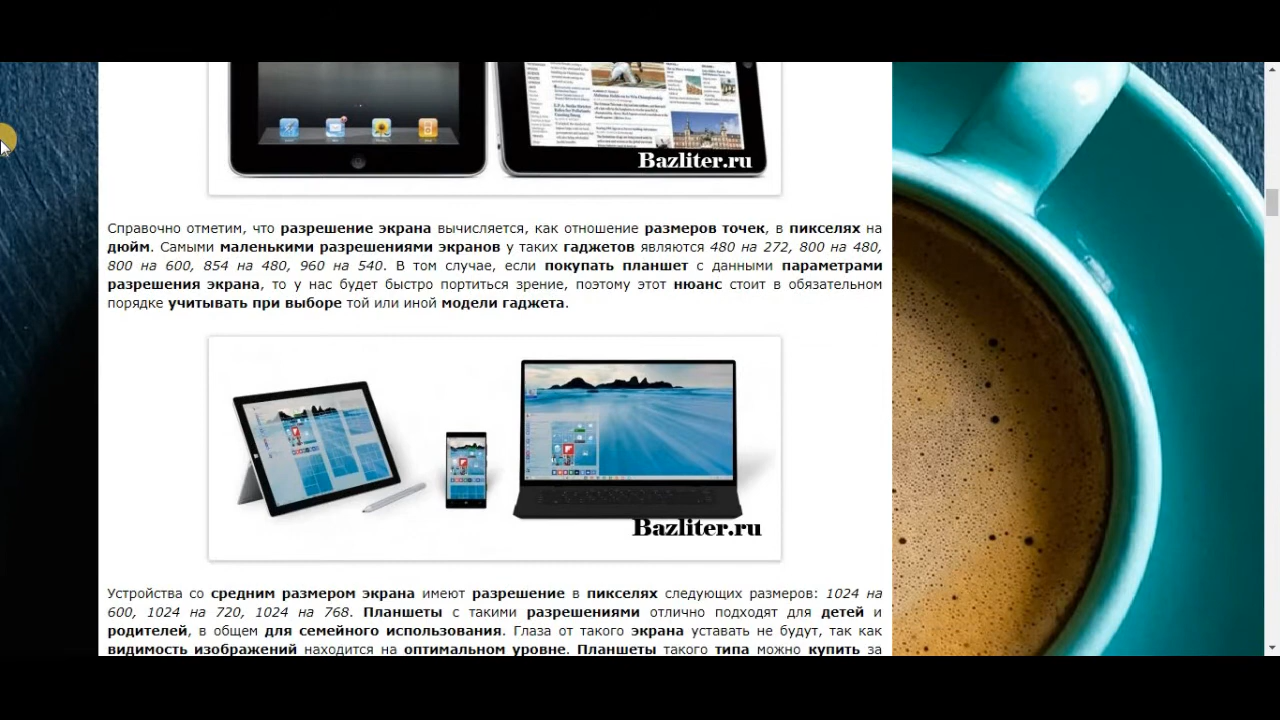 Bazliter.ru
Справочно отметим, что разрешение экрана вычисляется, как отношение размеров точек, в пикселях на
дюйм. Самыми маленькими разрешениями экранов у таких гаджетов являются 480 на 272, 800 на 480,
800 на 600, 854 на 480, 960 на 540. В том случае, если покупать планшет с данными параметрами
разрешения экрана, то у нас будет быстро портиться зрение, поэтому этот нюанс стоит в обязательном
порядке учитывать при выборе той или иной модели гаджета.
Bazliter.ru
Устройства со средним размером экрана имеют разрешение в пикселях следующих размеров: 1024 на
600, 1024 на 720, 1024 на 768. Планшеты с такими разрешениями отлично подходят для детей и
родителей, в общем для семейного использования. Глаза от такого экрана уставать не будут, так как
видимость изображений находится на оптимальном уровне. Планшеты такого типа можно купить за